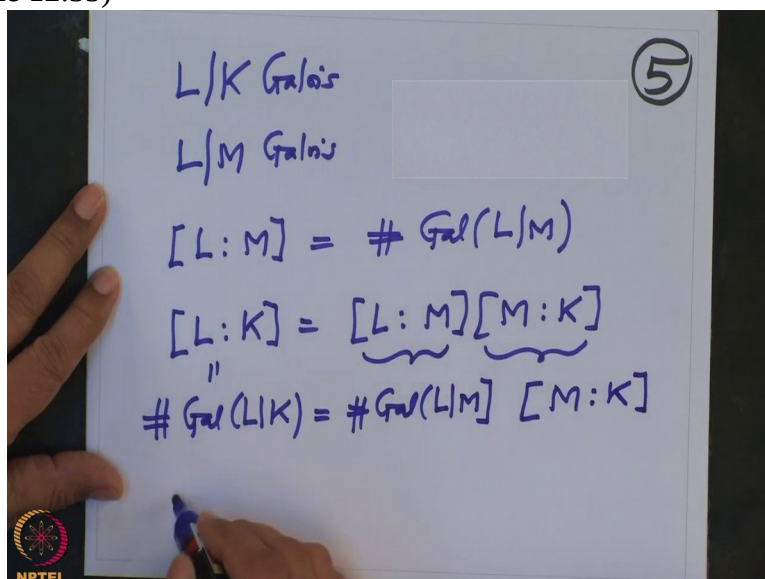 L|K Galois
5
L|M Galois
[L : M] = # Gal(L|M)
[L : K] = [L : M][M : K]
"
# Gal(L|K) = # Gal(L|M] [M : K]
NPTEL